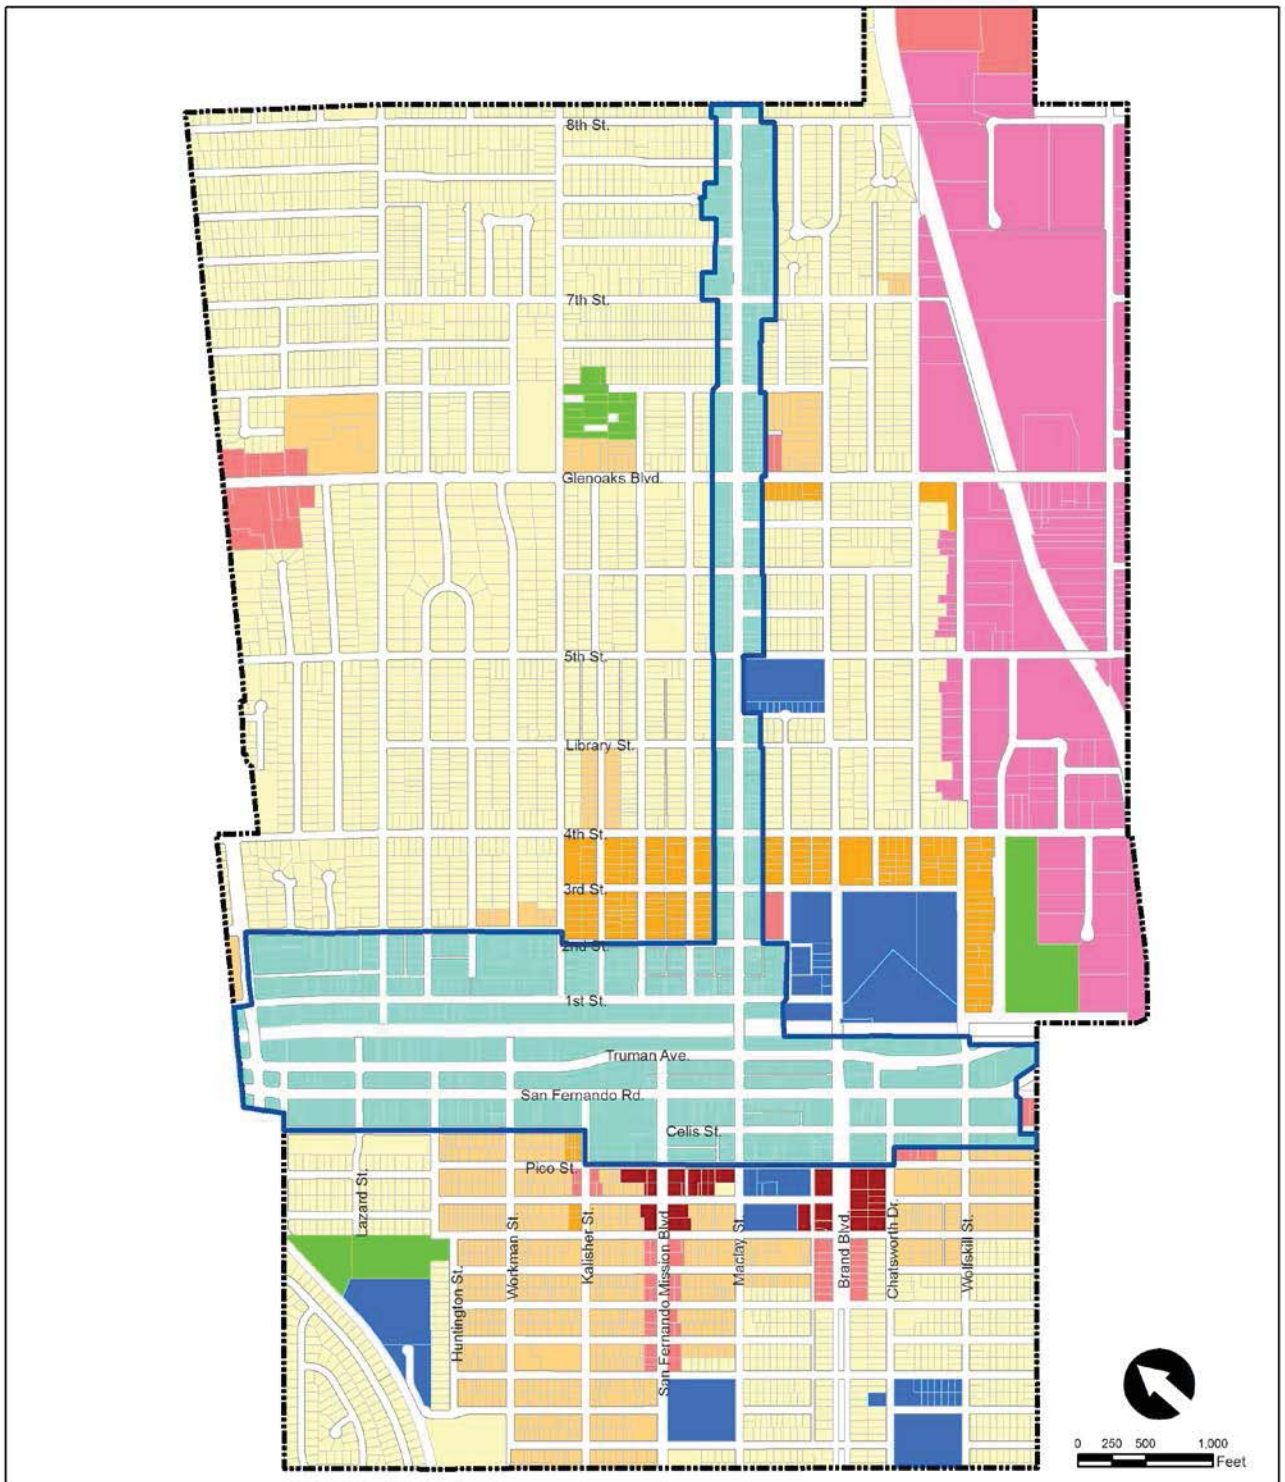 8th St.
7th St.
Glenoaks Blvd.
5th St.
Library St.
4th St.
3rd St.
2nd St.
1st St.
Truman Ave.
San Fernando Rd.
Celis St.
Pico St.
Lazard St.
Huntington St.
Workman St.
Kalisher St.
San Fernando Mission Blvd.
Maclay St.
Brand Blvd.
Chatsworth Dr.
Wolfskill St.
0 250 500 1,000
Feet